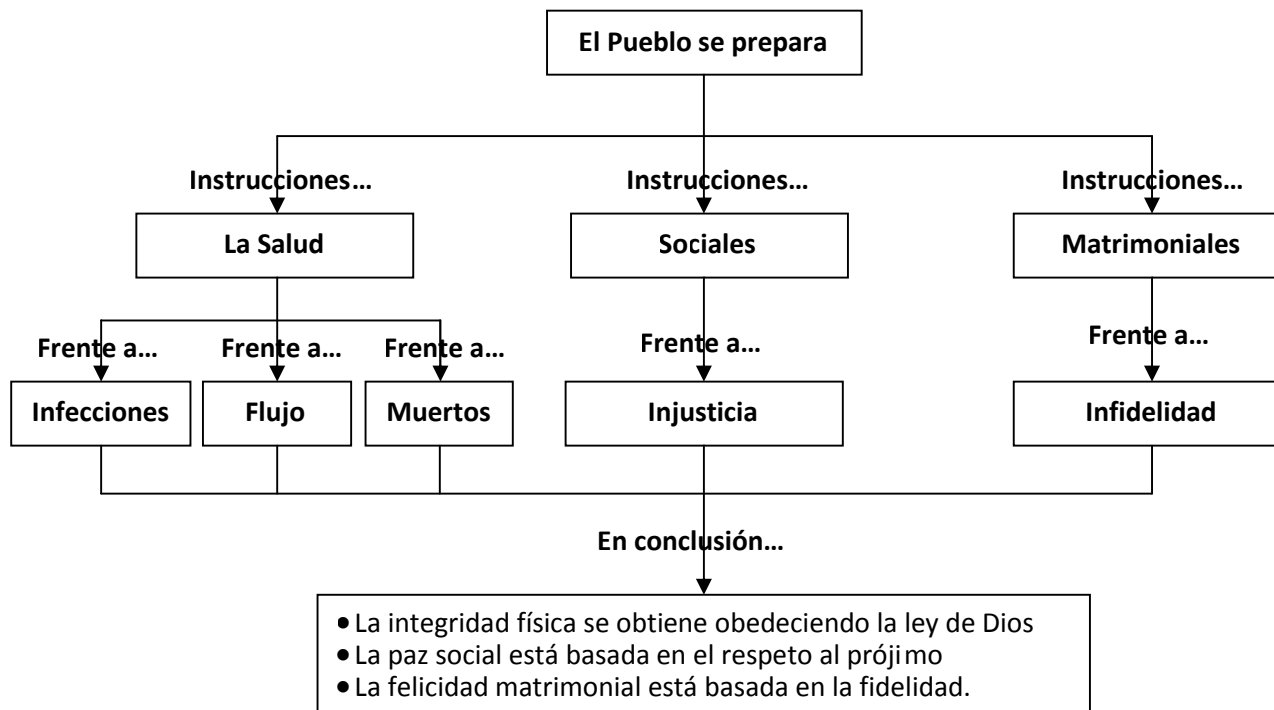 El Pueblo se prepara
Instrucciones... Instrucciones... Instrucciones...
La Salud Sociales Matrimoniales
Frente a... Frente a... Frente a... Frente a... Frente a...
Infecciones Flujo Muertos Injusticia Infidelidad
En conclusión...
• La integridad física se obtiene obedeciendo la ley de Dios
• La paz social está basada en el respeto al prójimo
• La felicidad matrimonial está basada en la fidelidad.